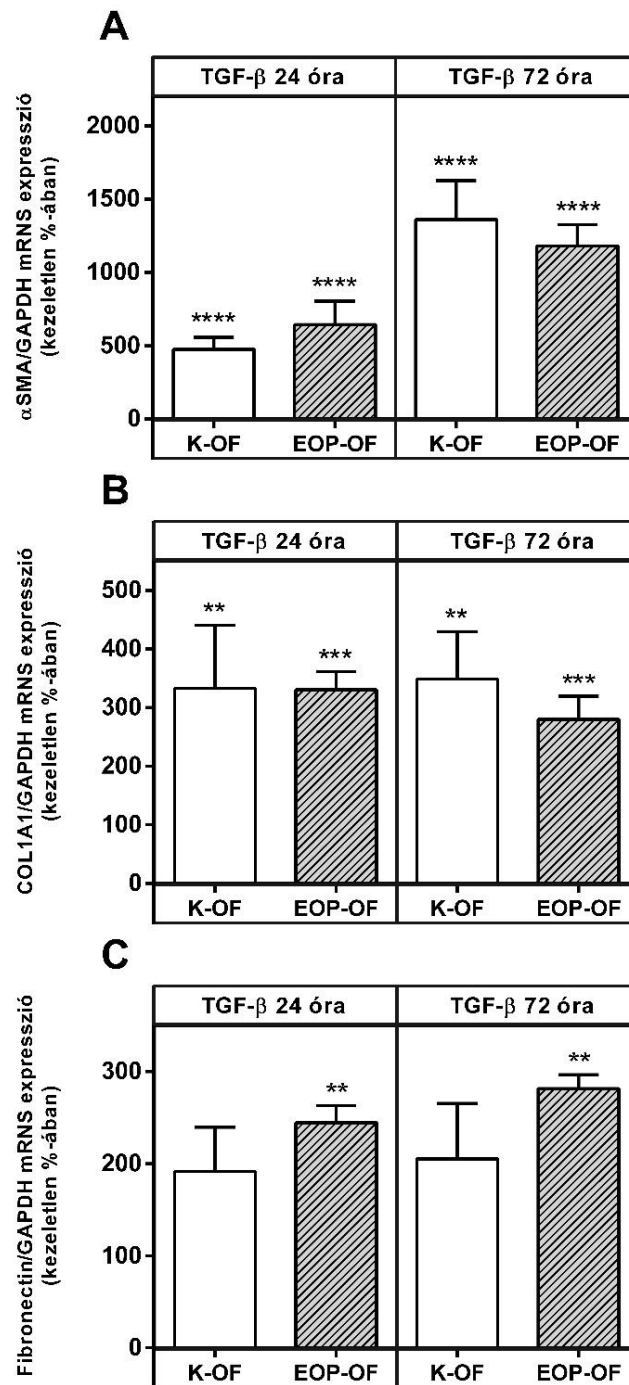 A
TGF-β 24 óra
TGF-β 72 óra
αSMA/GAPDH mRNS expresszió
(kezeletlen %-ában)
2000
1500
1000
500
0
****
****
****
****
K-OF
EOP-OF
K-OF
EOP-OF
B
TGF-β 24 óra
TGF-β 72 óra
COL1A1/GAPDH mRNS expresszió
(kezeletlen %-ában)
500
400
300
200
100
0
**
***
**
***
K-OF
EOP-OF
K-OF
EOP-OF
C
TGF-β 24 óra
TGF-β 72 óra
Fibronectin/GAPDH mRNS expresszió
(kezeletlen %-ában)
300
200
100
0
**
**
K-OF
EOP-OF
K-OF
EOP-OF